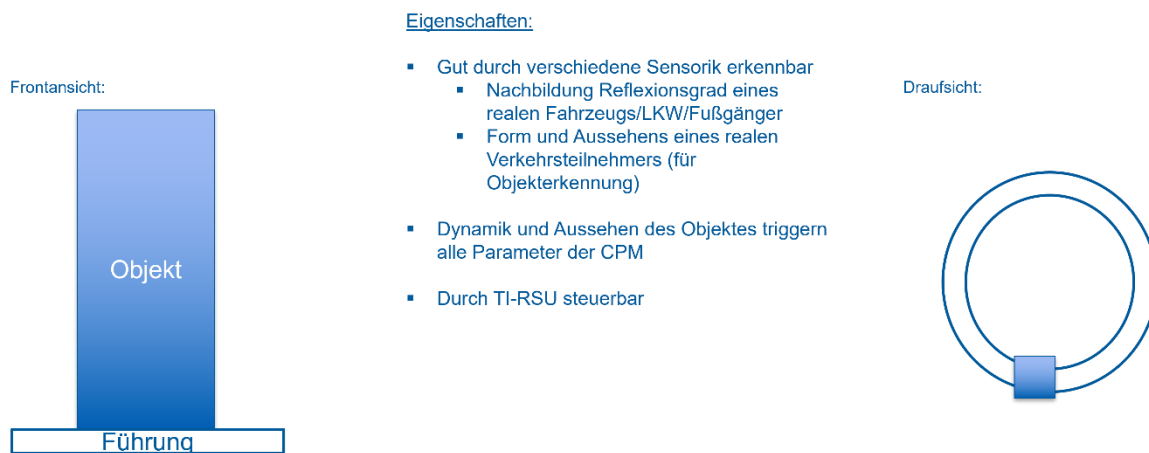 Eigenschaften:
Frontansicht:
Objekt
Führung
▪ Gut durch verschiedene Sensorik erkennbar
▪ Nachbildung Reflexionsgrad eines
realen Fahrzeugs/LKW/Fußgänger
▪ Form und Aussehens eines realen
Verkehrsteilnehmers (für
Objekterkennung)
▪ Dynamik und Aussehen des Objektes triggern
alle Parameter der CPM
▪ Durch TI-RSU steuerbar
Draufsicht: